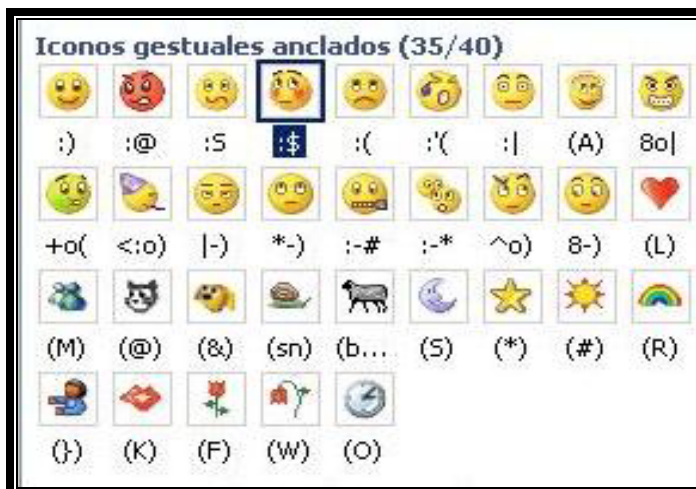 Iconos gestuales anclados (35/40)
:) :@ :S :$ :( :'( :| (A) 8o|
+o( <:o) |-) *-) :-# :-* ^o) 8-) (L)
(M) (@) (&) (sn) (b... (S) (*) (#) (R)
(}) (K) (F) (W) (O)